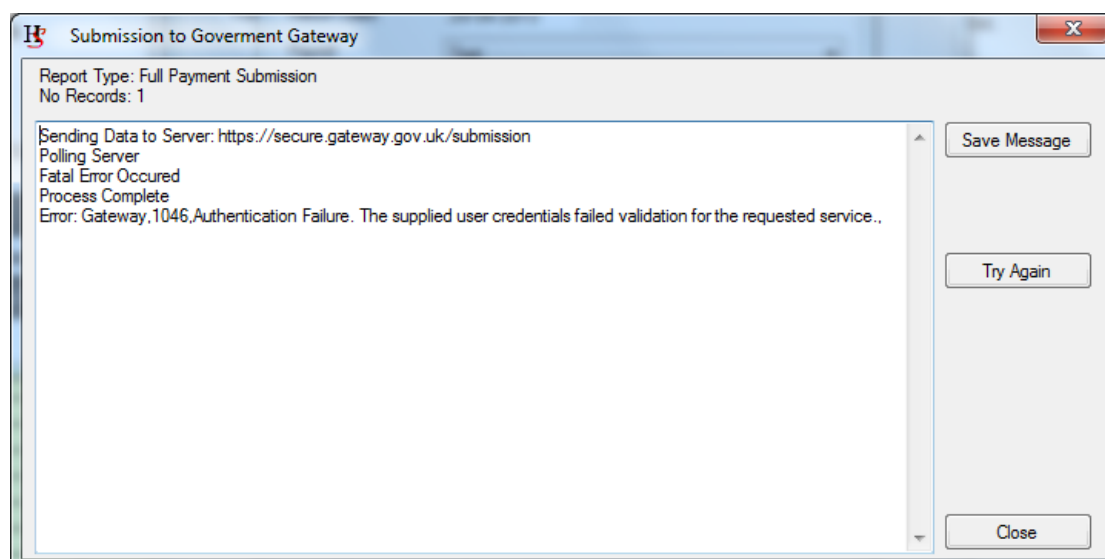 HS Submission to Goverment Gateway
X
Report Type: Full Payment Submission
No Records: 1
Sending Data to Server: https://secure.gateway.gov.uk/submission
Polling Server
Fatal Error Occured
Process Complete
Error: Gateway,1046,Authentication Failure. The supplied user credentials failed validation for the requested service.,
Save Message
Try Again
Close